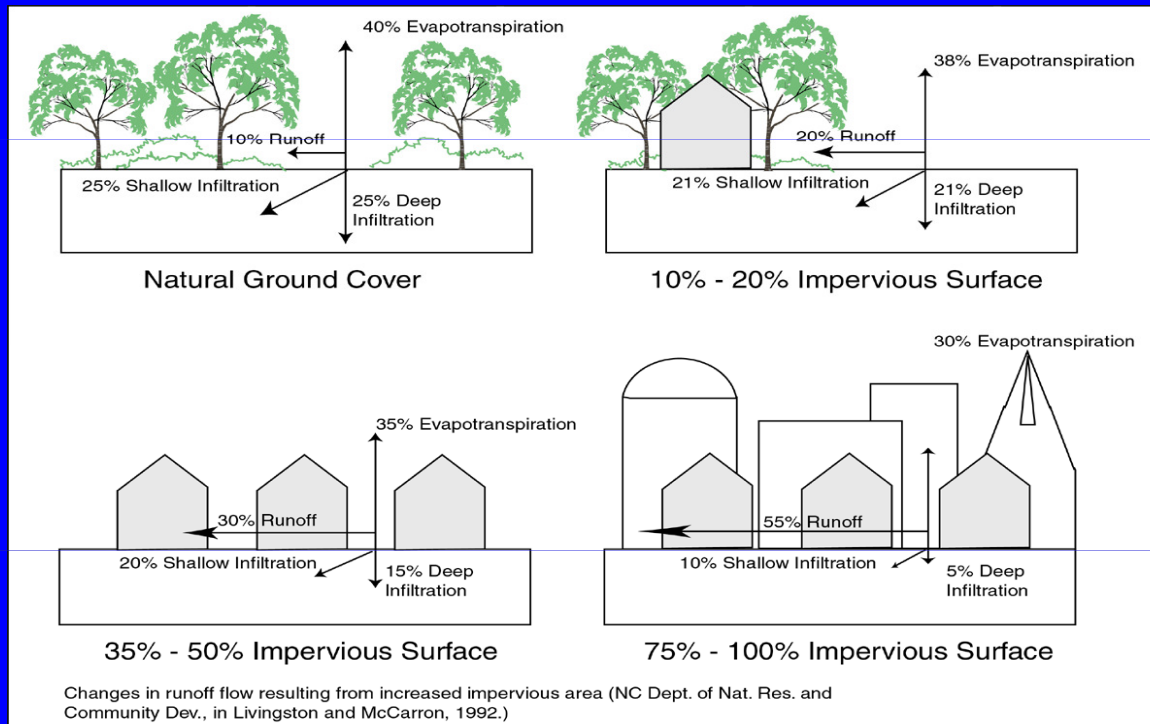 40% Evapotranspiration
10% Runoff
25% Shallow Infiltration
25% Deep
Infiltration
Natural Ground Cover
38% Evapotranspiration
20% Runoff
21% Shallow Infiltration
21% Deep
Infiltration
10% - 20% Impervious Surface
35% Evapotranspiration
30% Runoff
20% Shallow Infiltration
15% Deep
Infiltration
35% - 50% Impervious Surface
30% Evapotranspiration
55% Runoff
10% Shallow Infiltration
5% Deep
Infiltration
75% - 100% Impervious Surface
Changes in runoff flow resulting from increased impervious area (NC Dept. of Nat. Res. and
Community Dev., in Livingston and McCarron, 1992.)